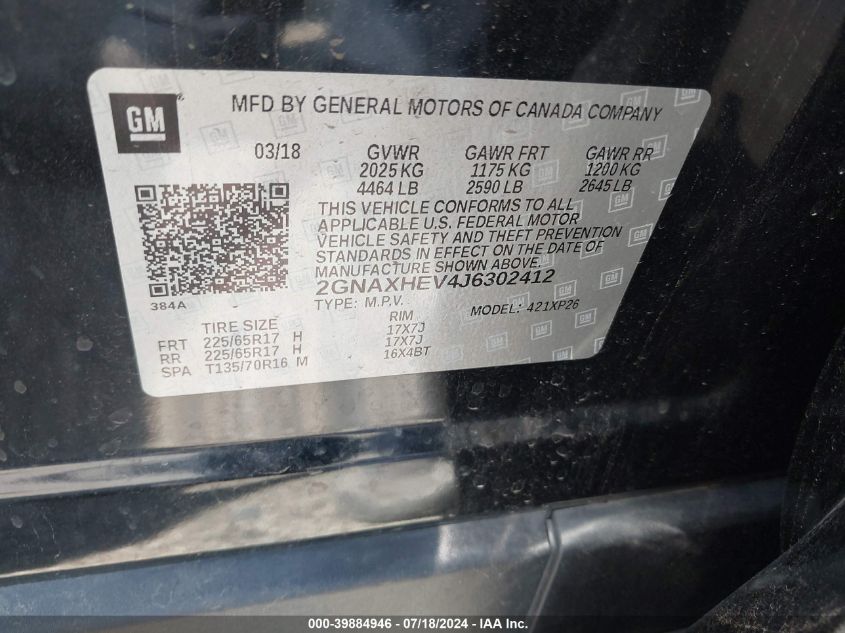 GM
MFD BY GENERAL MOTORS OF CANADA COMPANY
03/18 GVWR GAWR FRT GAWR RR
2025 KG 1175 KG 1200 KG
4464 LB 2590 LB 2645 LB
THIS VEHICLE CONFORMS TO ALL
APPLICABLE U.S. FEDERAL MOTOR
VEHICLE SAFETY AND THEFT PREVENTION
STANDARDS IN EFFECT ON THE DATE OF
MANUFACTURE SHOWN ABOVE.
2GNAXHEV4J6302412
384A
TYPE: M.P.V. MODEL: 421XP26
TIRE SIZE RIM
FRT 225/65R17 H 17X7J
RR 225/65R17 H 17X7J
SPA T135/70R16 M 16X4BT
000-39884946 - 07/18/2024 - IAA Inc.